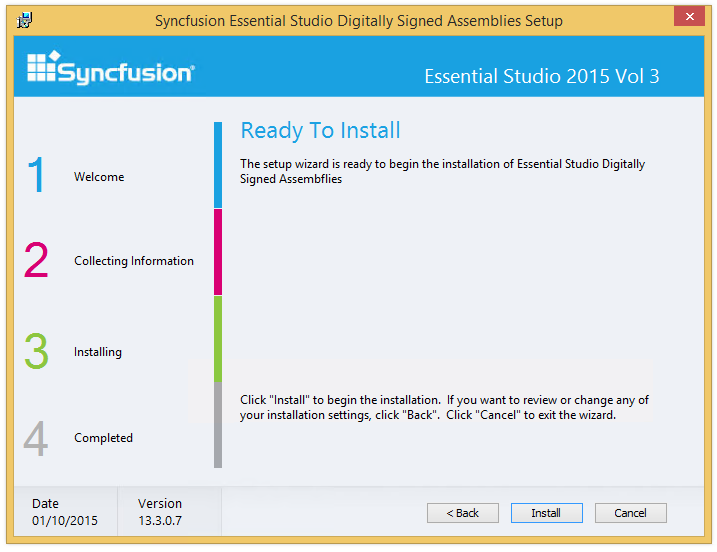 Syncfusion Essential Studio Digitally Signed Assemblies Setup
Syncfusion®
Essential Studio 2015 Vol 3
Ready To Install
The setup wizard is ready to begin the installation of Essential Studio Digitally
Signed Assembflies
1 Welcome
2 Collecting Information
3 Installing
4 Completed
Click "Install" to begin the installation. If you want to review or change any of
your installation settings, click "Back". Click "Cancel" to exit the wizard.
Date
01/10/2015
Version
13.3.0.7
< Back
Install
Cancel